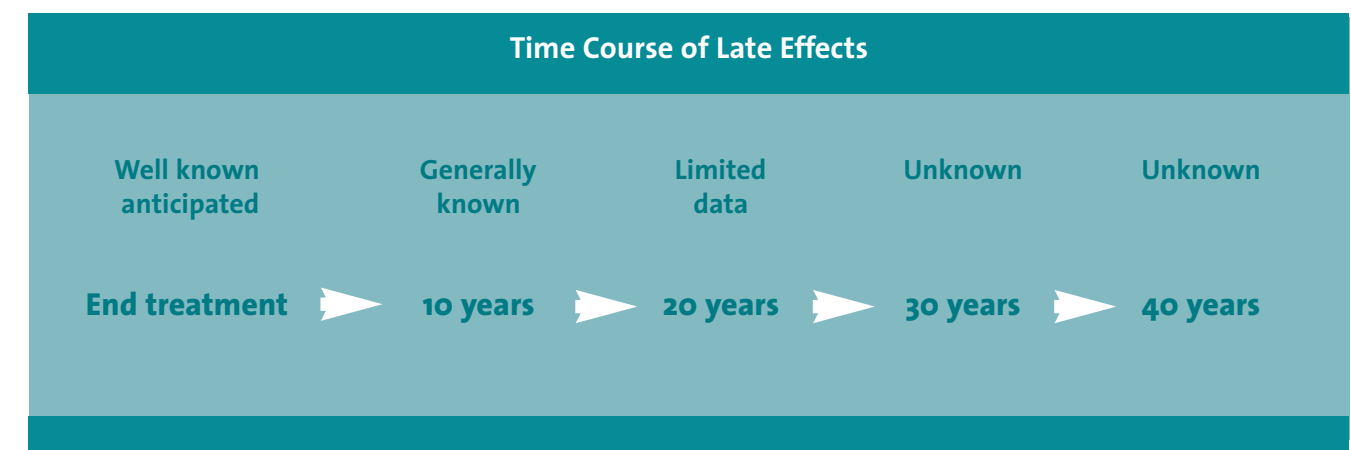 Time Course of Late Effects
Well known Generally Limited Unknown Unknown
anticipated known data
End treatment 10 years 20 years 30 years 40 years